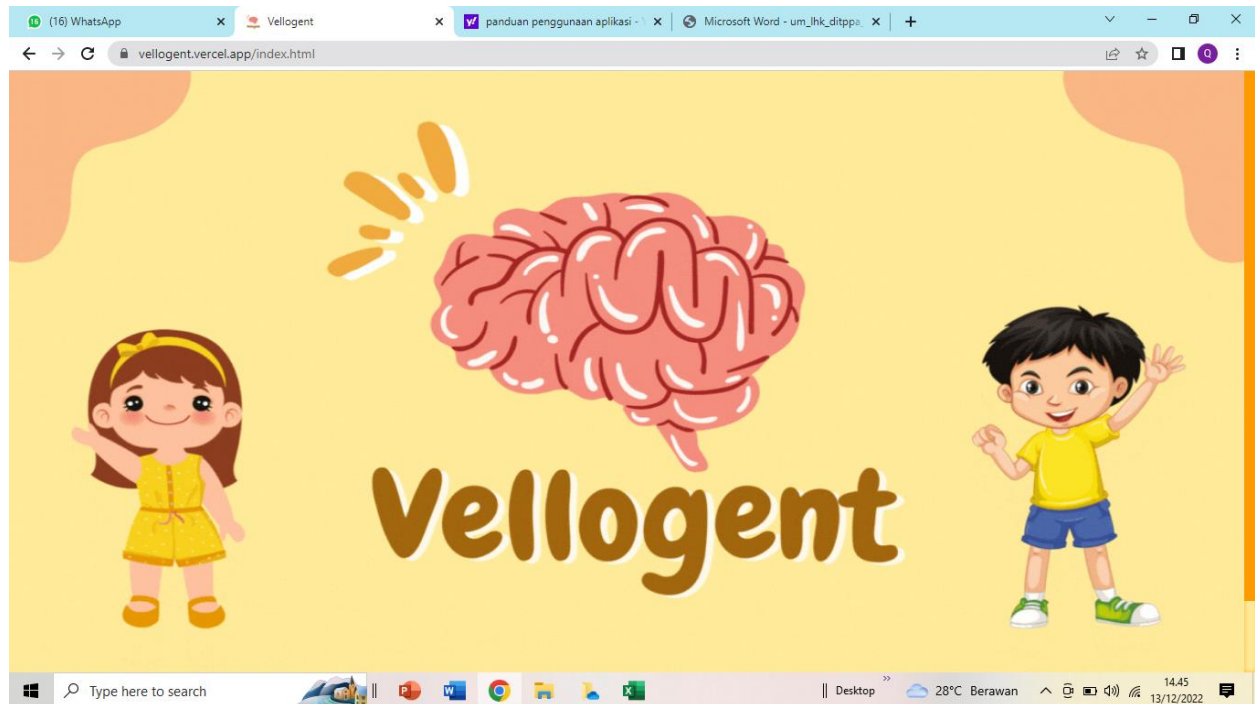 (16) WhatsApp
Vellogent
panduan penggunaan aplikasi -
Microsoft Word - um_lhk_ditppa_
vellogent.vercel.app/index.html
Q
Vellogent
Type here to search
Desktop
28°C Berawan
14.45
13/12/2022